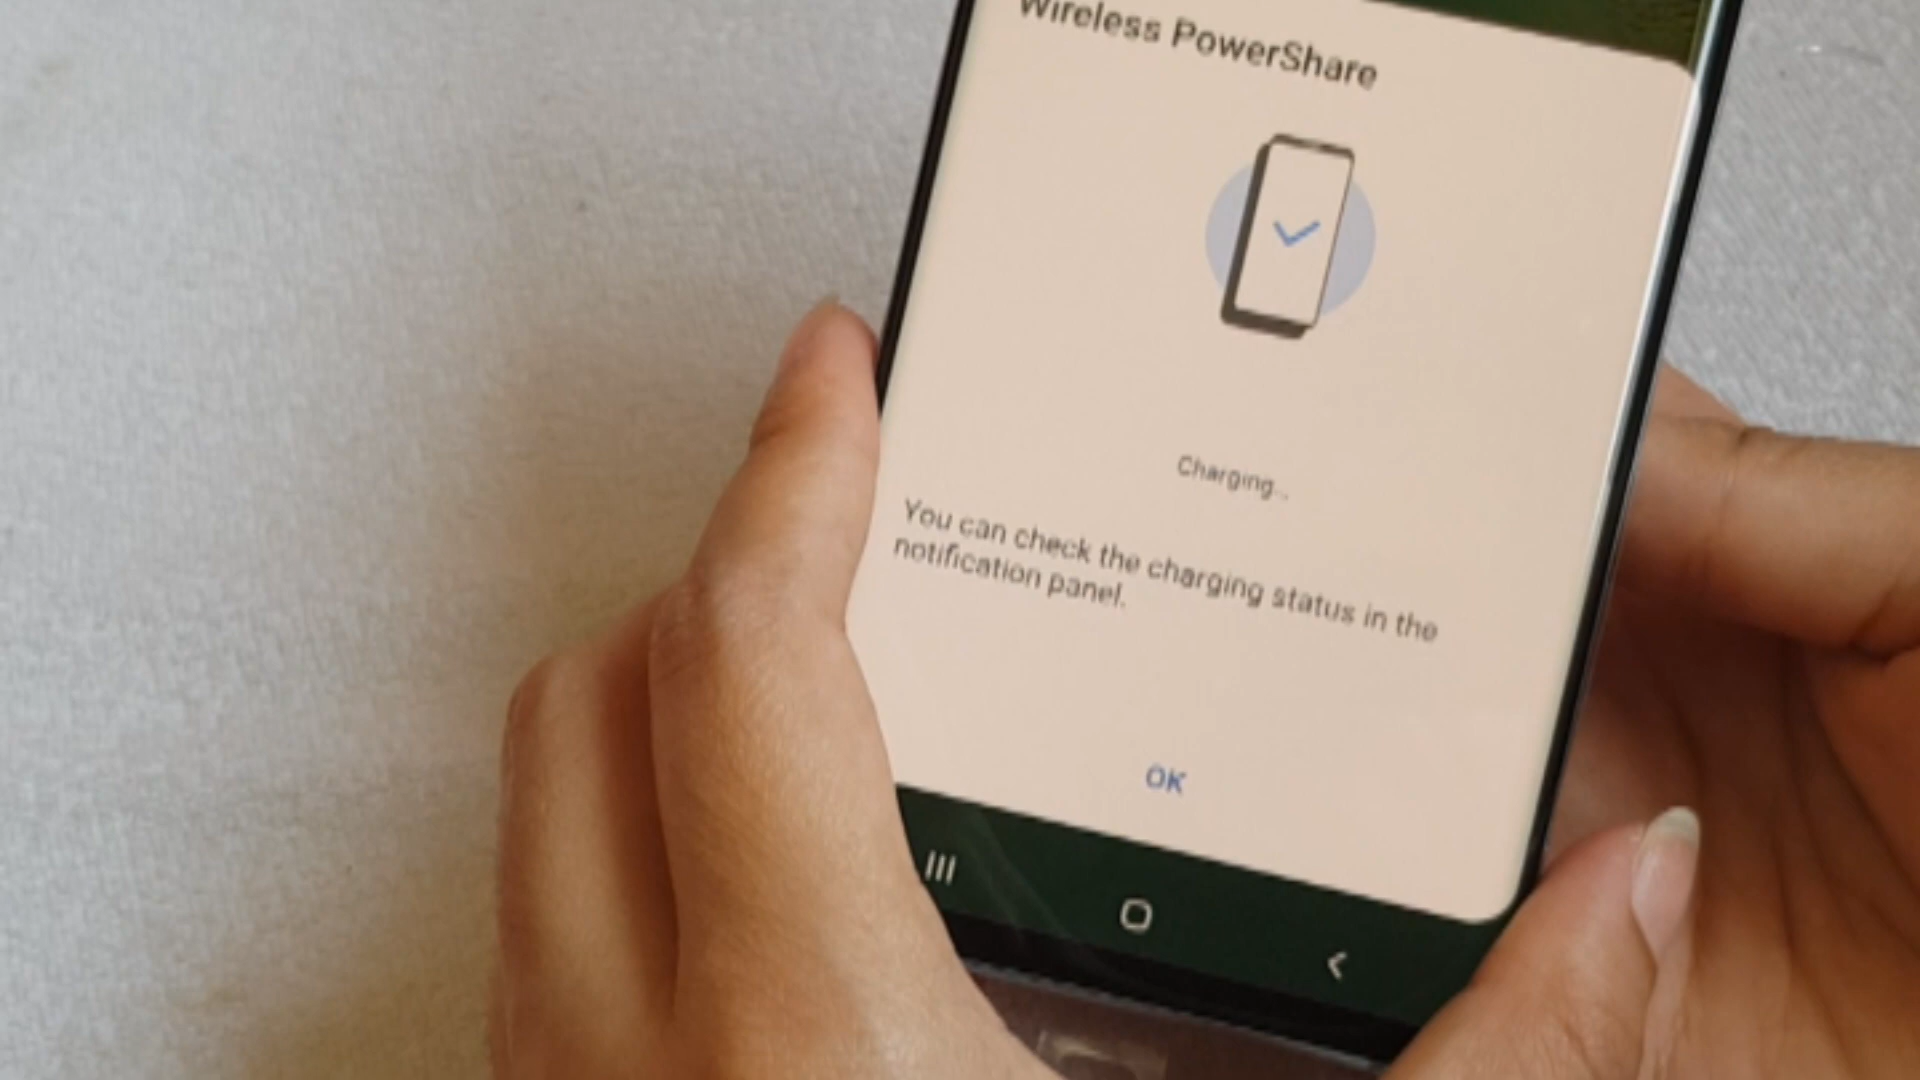 Wireless PowerShare
Charging...
You can check the charging status in the
notification panel.
OK